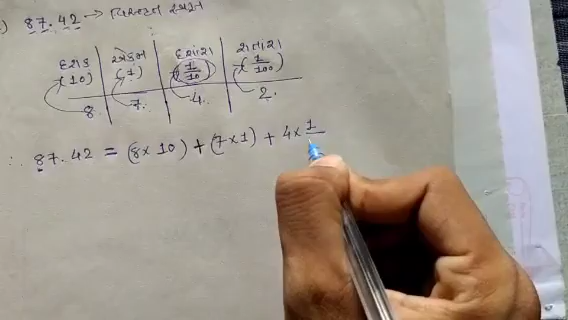 ) 87.42 → વિસ્તૃત સ્વરૂપ
દશક એકમ દશાંશ શતાંશ
(10) (1) (1/10) (1/100)
8. 7. 4. 2.
∴ 87.42 = (8 × 10) + (7 × 1) + 4 × 1